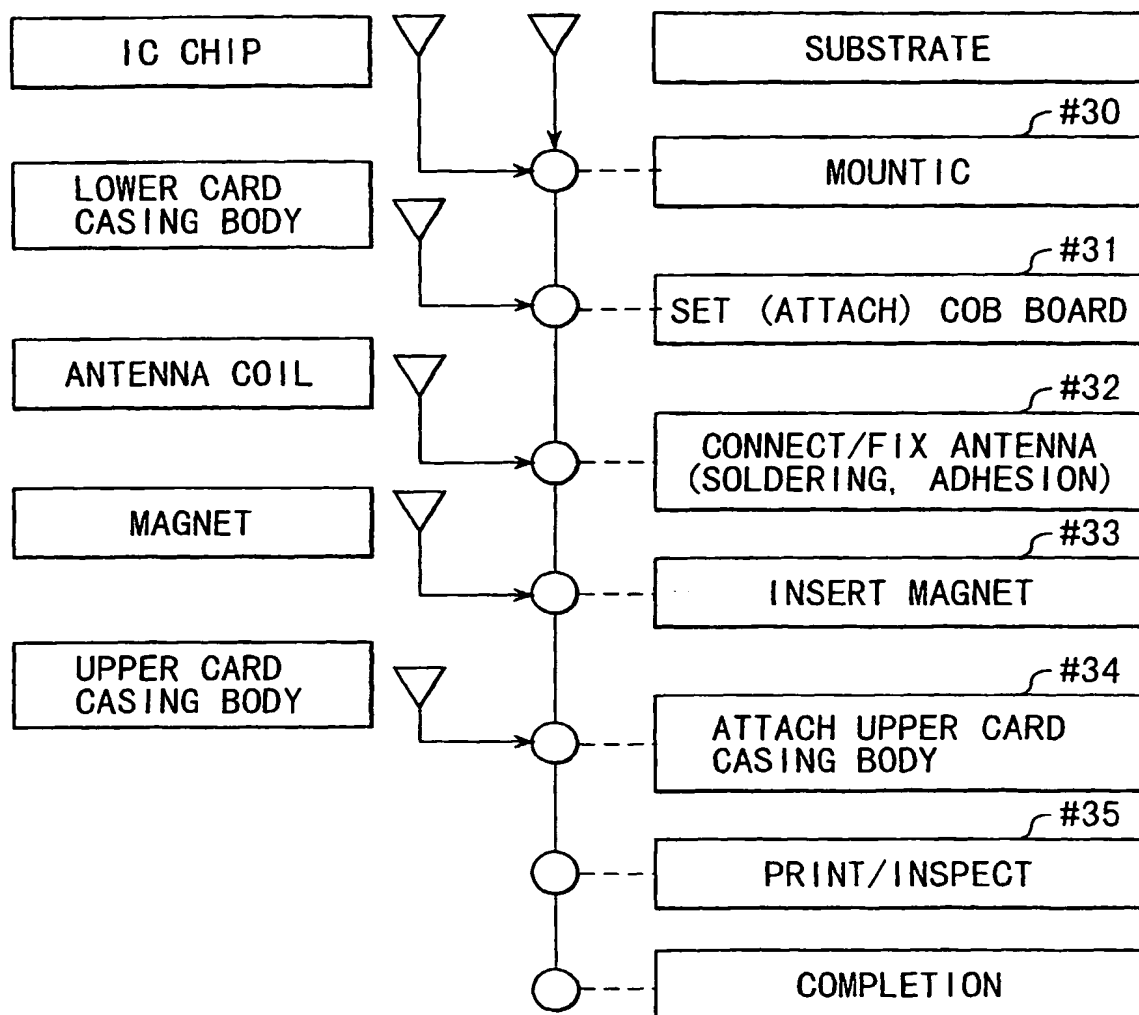 IC CHIP
SUBSTRATE
#30
MOUNTIC
LOWER CARD
CASING BODY
#31
SET (ATTACH) COB BOARD
ANTENNA COIL
#32
CONNECT/FIX ANTENNA
(SOLDERING, ADHESION)
MAGNET
#33
INSERT MAGNET
UPPER CARD
CASING BODY
#34
ATTACH UPPER CARD
CASING BODY
#35
PRINT/INSPECT
COMPLETION